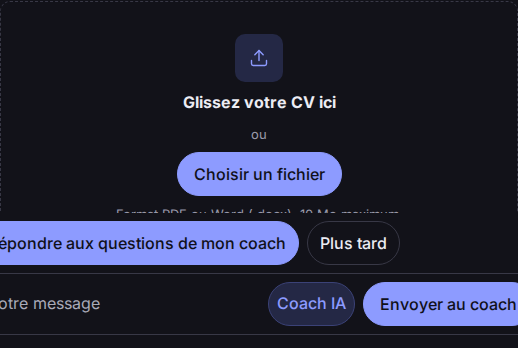 Glissez votre CV ici
ou
Choisir un fichier
épondre aux questions de mon coach
Plus tard
otre message
Coach IA
Envoyer au coach